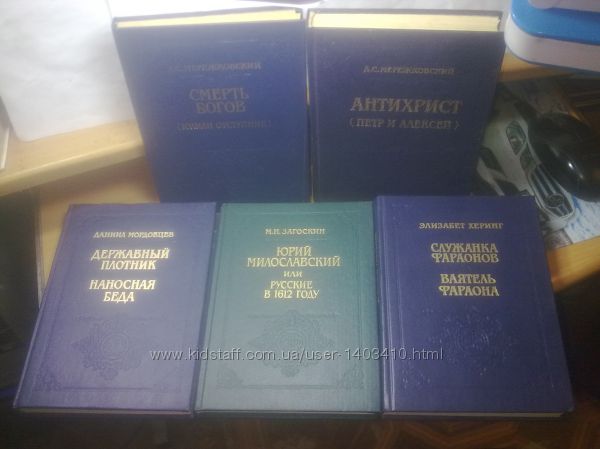 Д.С. МЕРЕЖКОВСКИЙ
СМЕРТЬ
БОГОВ
(ЮЛИАН ОТСТУПНИК)
Д.С. МЕРЕЖКОВСКИЙ
АНТИХРИСТ
(ПЕТР И АЛЕКСЕЙ)
ДАНИИЛ МОРДОВЦЕВ
ДЕРЖАВНЫЙ
ПЛОТНИК
НАНОСНАЯ
БЕДА
М.Н. ЗАГОСКИН
ЮРИЙ
МИЛОСЛАВСКИЙ
ИЛИ
РУССКИЕ
В 1612 ГОДУ
ЭЛИЗАБЕТ ХЕРИНГ
СЛУЖАНКА
ФАРАОНОВ
ВАЯТЕЛЬ
ФАРАОНА
www.kidstaff.com.ua/user-1403410.html